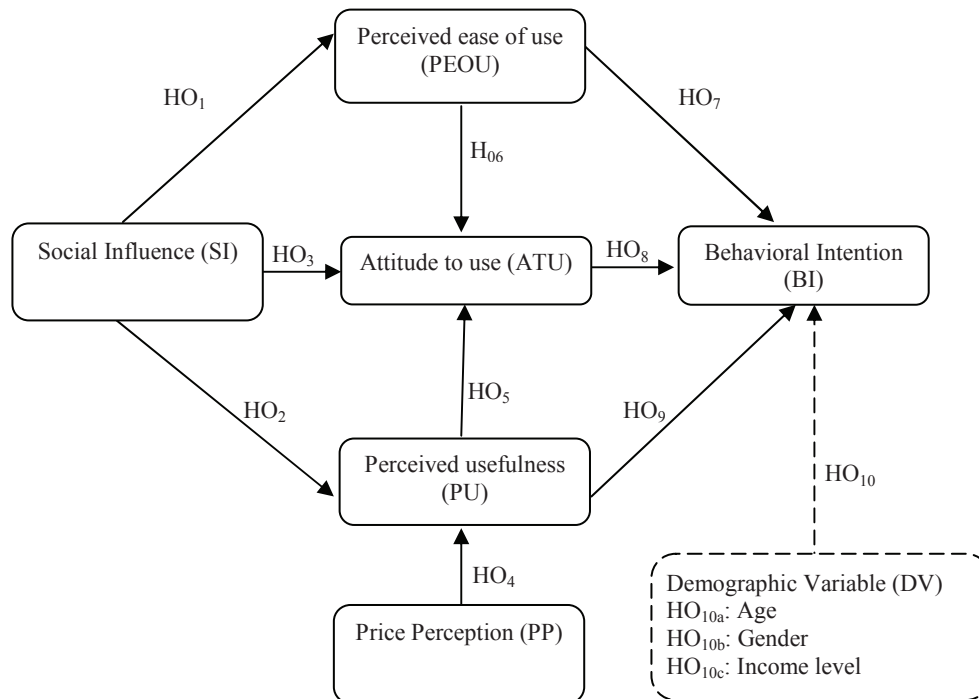 Perceived ease of use
(PEOU)
HO₁
HO₇
H₀₆
Social Influence (SI)
HO₃
Attitude to use (ATU)
HO₈
Behavioral Intention
(BI)
HO₂
HO₅
HO₉
Perceived usefulness
(PU)
HO₁₀
HO₄
Price Perception (PP)
Demographic Variable (DV)
HO₁₀ₐ: Age
HO₁₀b: Gender
HO₁₀c: Income level